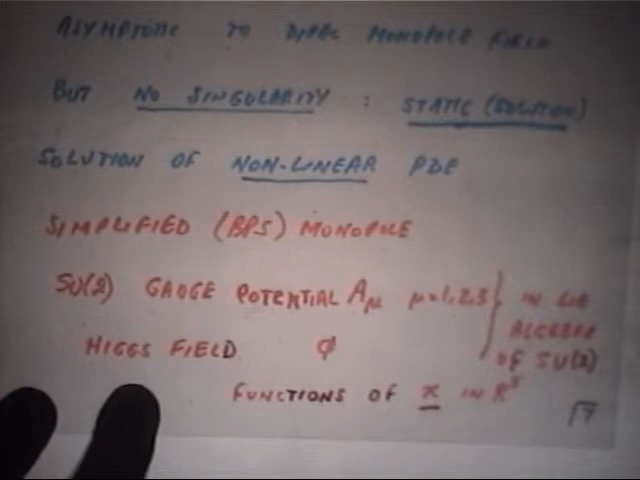 ASYMPTOTIC TO DIRAC MONOPOLE FIELD
BUT NO SINGULARITY : STATIC (SOLUTION)
SOLUTION OF NON-LINEAR PDE
SIMPLIFIED (BPS) MONOPOLE
SU(2) GAUGE POTENTIAL Aμ μ=1,2,3 } IN LIE
ALGEBRA
HIGGS FIELD φ OF SU(2)
FUNCTIONS OF x IN R³